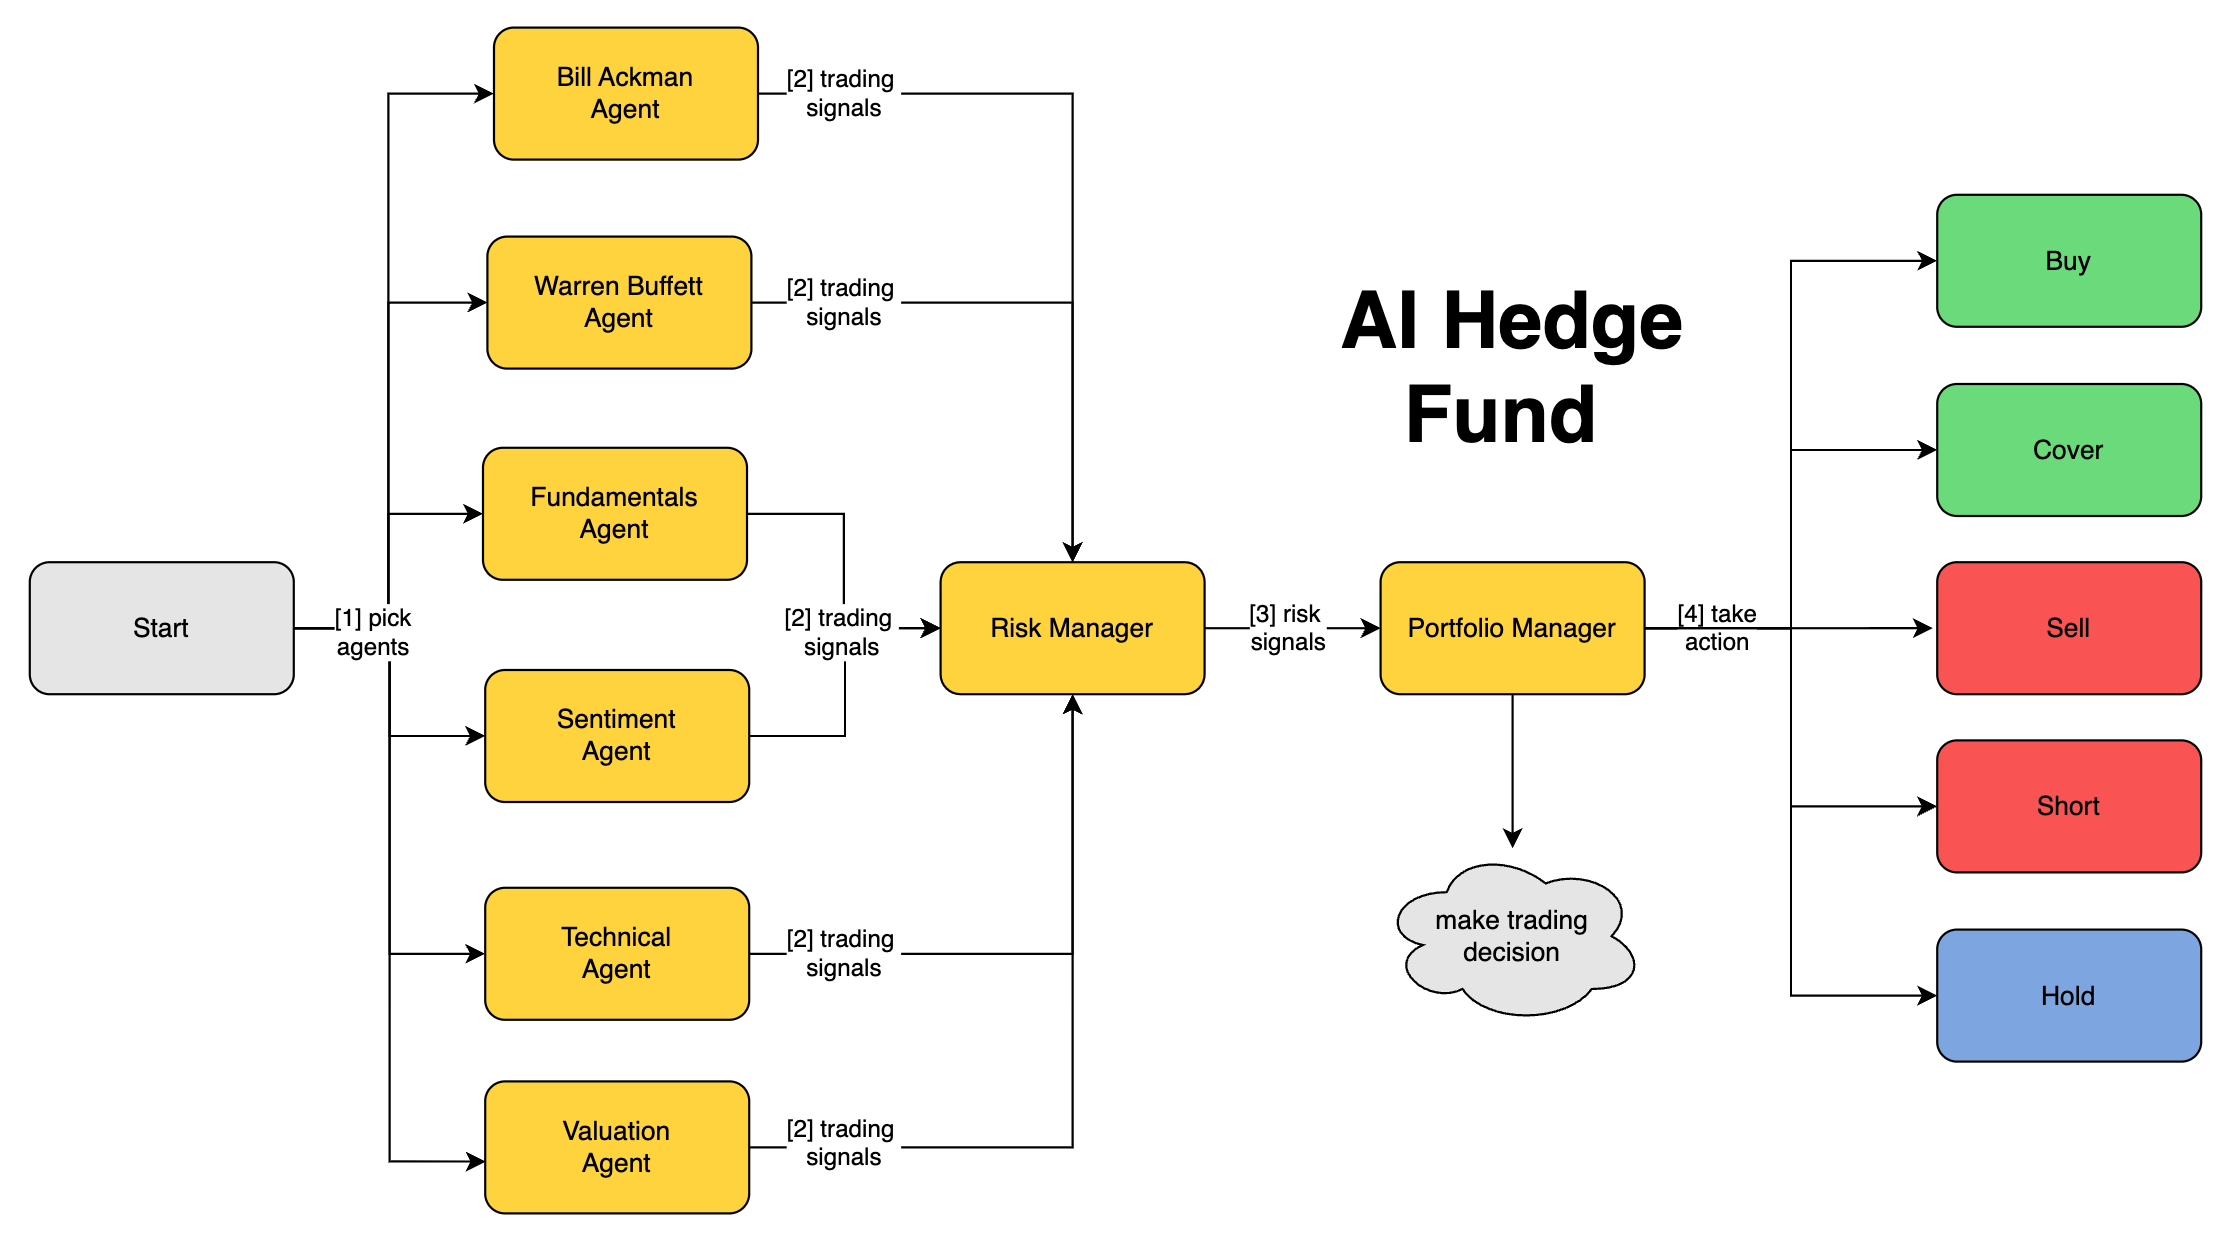 Bill Ackman
Agent
[2] trading
signals
Warren Buffett
Agent
[2] trading
signals
AI Hedge
Fund
Buy
Cover
Fundamentals
Agent
Start
[1] pick
agents
[2] trading
signals
Risk Manager
[3] risk
signals
Portfolio Manager
[4] take
action
Sell
Sentiment
Agent
Short
make trading
decision
Technical
Agent
[2] trading
signals
Hold
Valuation
Agent
[2] trading
signals